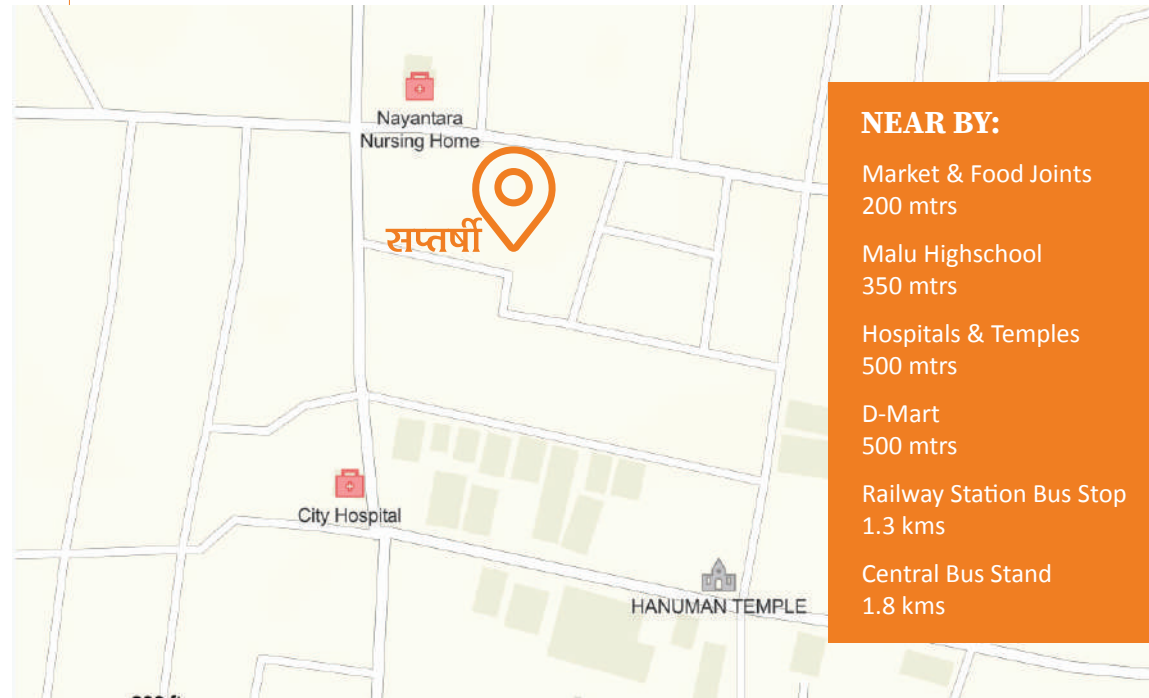 Nayantara
Nursing Home
सप्तर्षी
City Hospital
HANUMAN TEMPLE
NEAR BY:
Market & Food Joints
200 mtrs
Malu Highschool
350 mtrs
Hospitals & Temples
500 mtrs
D-Mart
500 mtrs
Railway Station Bus Stop
1.3 kms
Central Bus Stand
1.8 kms